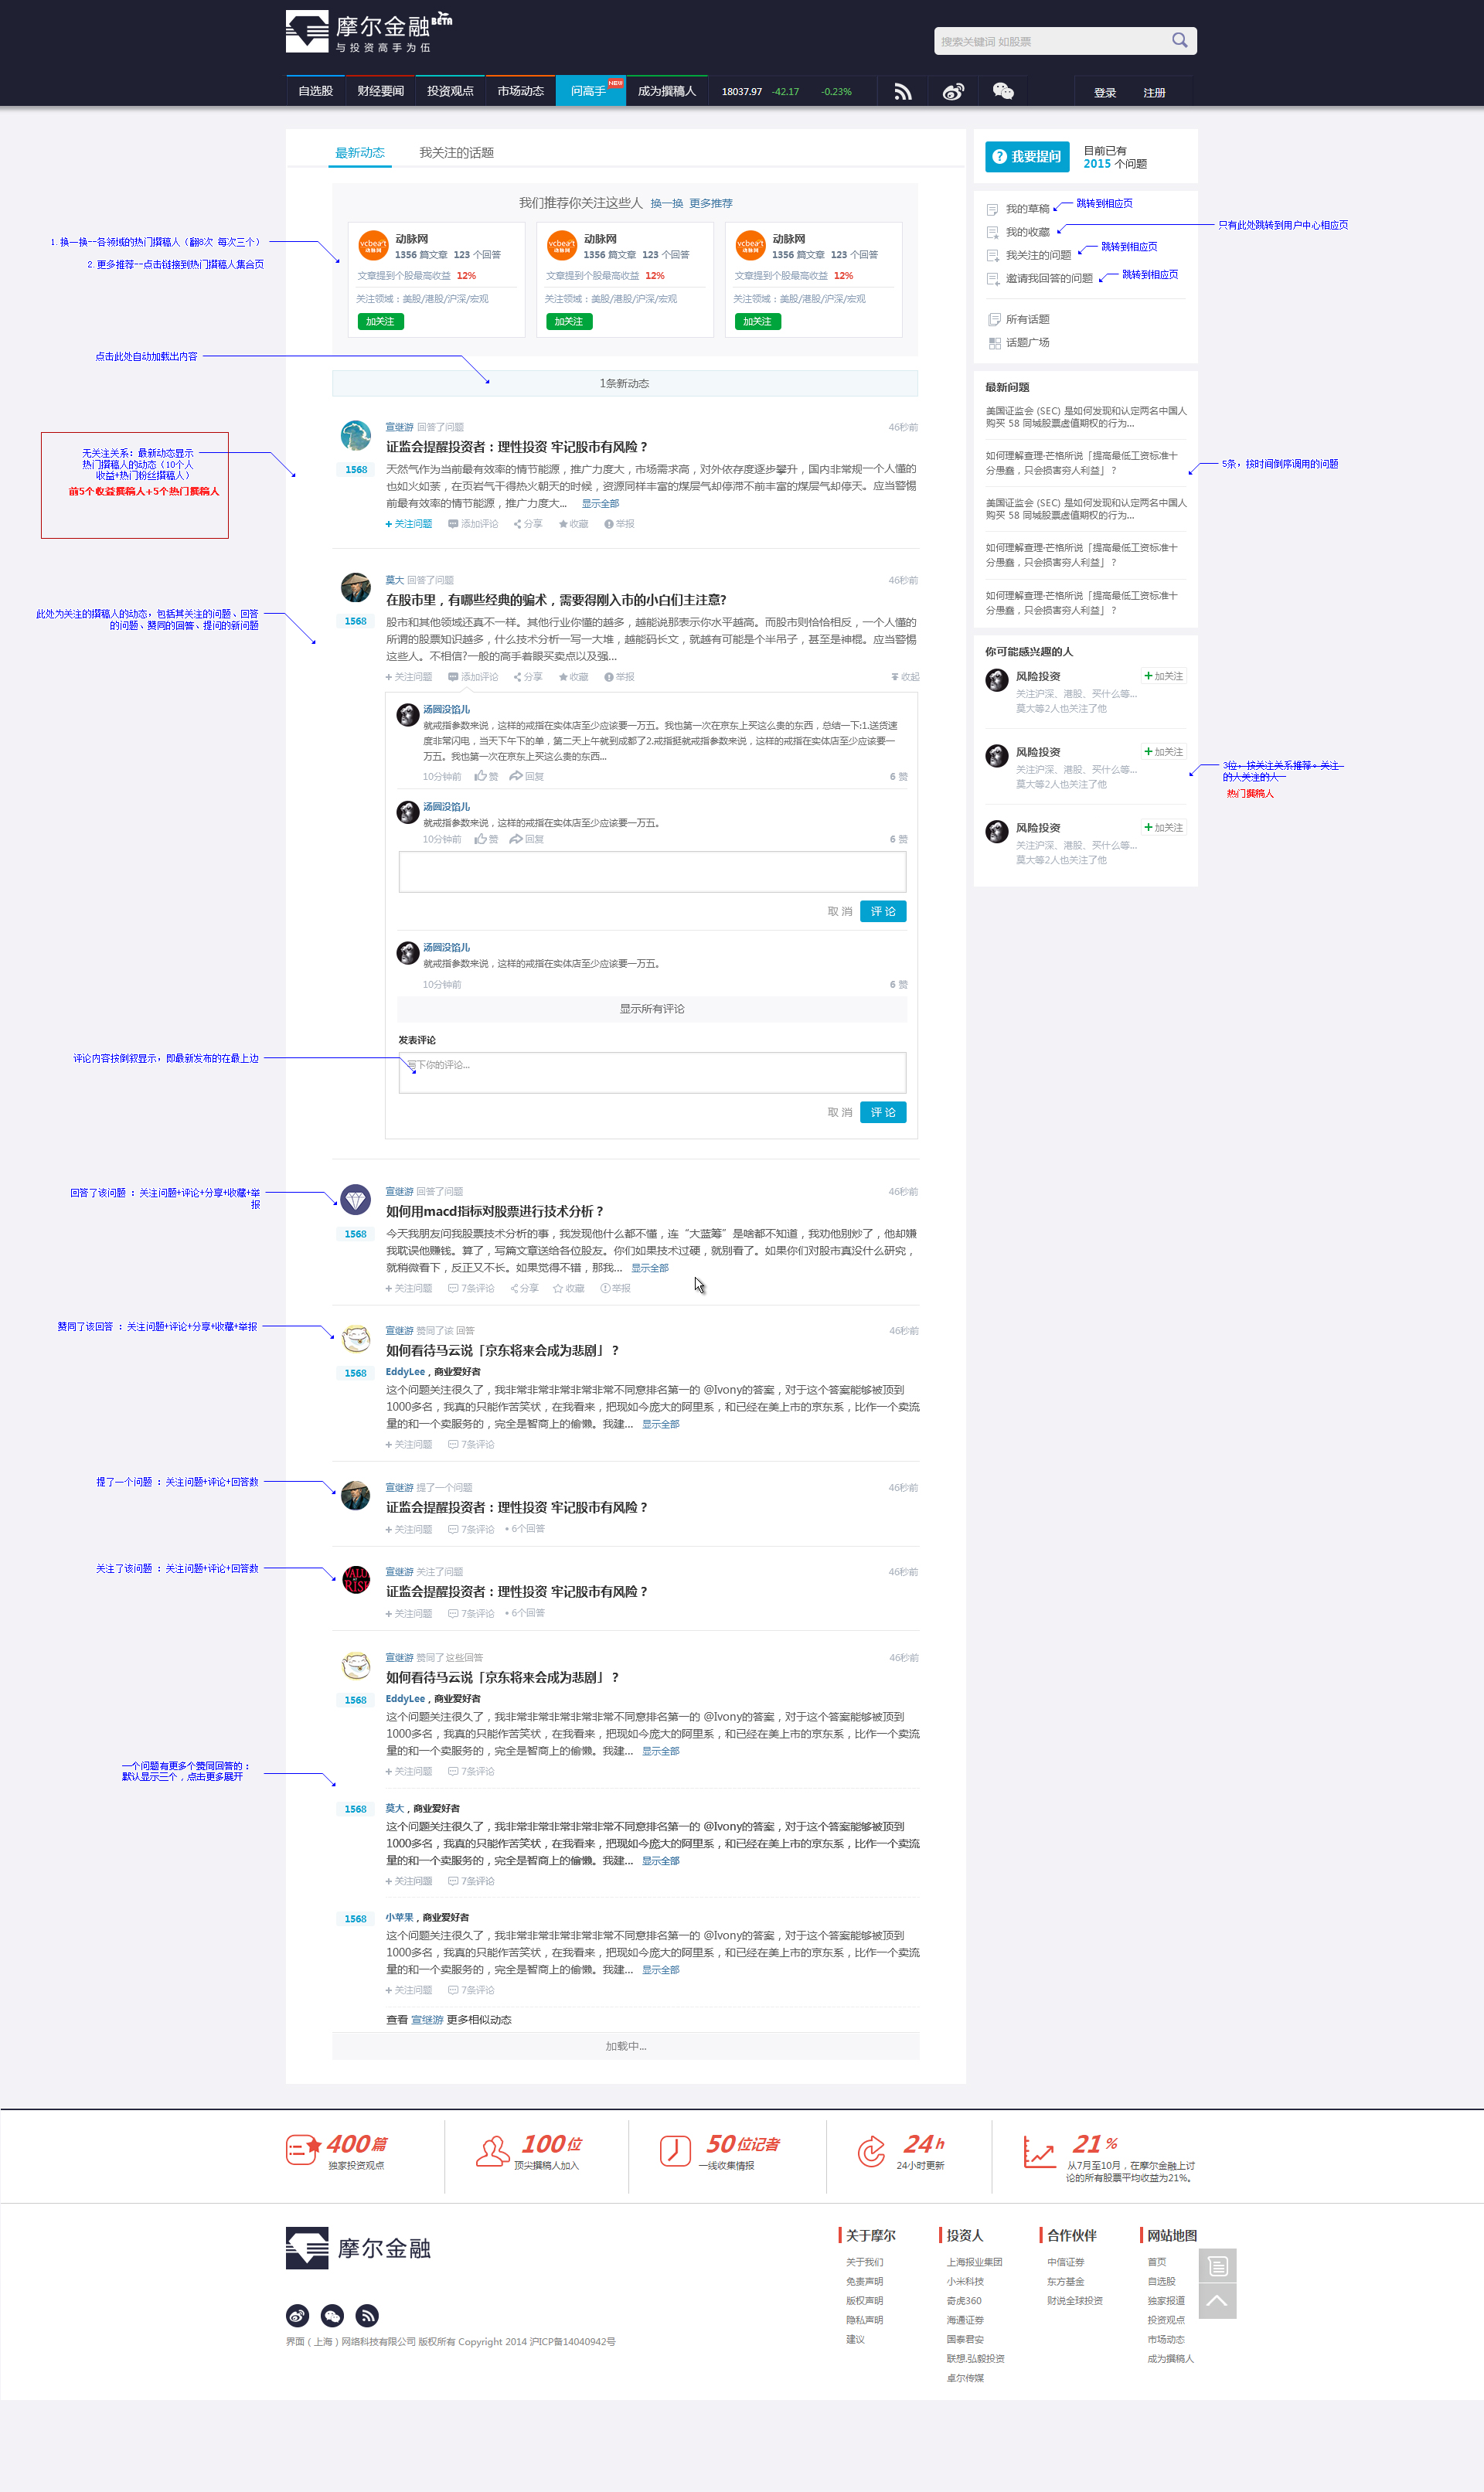 摩尔金融BETA
与投资高手为伍
搜索关键词 如股票
自选股 财经要闻 投资观点 市场动态 问高手 NEW 成为撰稿人 18037.97 -42.17 -0.23% 登录 注册
最新动态 我关注的话题
我们推荐你关注这些人 换一换 更多推荐
动脉网
1356 篇文章 123 个回答
文章提到个股最高收益 12%
关注领域：美股/港股/沪深/宏观
加关注
动脉网
1356 篇文章 123 个回答
文章提到个股最高收益 12%
关注领域：美股/港股/沪深/宏观
加关注
动脉网
1356 篇文章 123 个回答
文章提到个股最高收益 12%
关注领域：美股/港股/沪深/宏观
加关注
1.换一换--各领域的热门撰稿人（翻8次 每次三个）
2.更多推荐--点击链接到热门撰稿人集合页
点击此处自动加载出内容
1条新动态
无关注关系：最新动态显示
热门撰稿人的动态（10个人
收益+热门粉丝撰稿人）
前5个收益撰稿人+5个热门撰稿人
宣继游 回答了问题 46秒前
证监会提醒投资者：理性投资 牢记股市有风险？
1568
天然气作为当前最有效率的情节能源，推广力度大，市场需求高，对外依存度逐步攀升，国内非常规一个人懂的
也如火如荼，在页岩气干得热火朝天的时候，资源同样丰富的煤层气却停滞不前丰富的煤层气却停天。应当警惕
前最有效率的情节能源，推广力度大... 显示全部
关注问题 添加评论 分享 收藏 举报
此处为关注的撰稿人的动态，包括其关注的问题、回答
的问题、赞同的回答、提问的新问题
莫大 回答了问题 46秒前
在股市里，有哪些经典的骗术，需要得刚入市的小白们主注意?
1568
股市和其他领域还真不一样。其他行业你懂的越多，越能说那表示你水平越高。而股市则恰恰相反，一个人懂的
所谓的股票知识越多，什么技术分析一写一大堆，越能码长文，就越有可能是个半吊子，甚至是神棍。应当警惕
这些人。不相信?一般的高手着眼买卖点以及强...
关注问题 添加评论 分享 收藏 举报 收起
汤圆没馅儿
就戒指参数来说，这样的戒指在实体店至少应该要一万五。我也第一次在京东上买这么贵的东西，总结一下:1.送货速
度非常闪电，当天下午下的单，第二天上午就到成都了2.戒指挺就戒指参数来说，这样的戒指在实体店至少应该要一
万五。我也第一次在京东上买这么贵的东西...
10分钟前 赞 回复 6 赞
汤圆没馅儿
就戒指参数来说，这样的戒指在实体店至少应该要一万五。
10分钟前 赞 回复 6 赞
取 消 评 论
汤圆没馅儿
就戒指参数来说，这样的戒指在实体店至少应该要一万五。
10分钟前 6 赞
显示所有评论
发表评论
评论内容按倒叙显示，即最新发布的在最上边
下你的评论...
取 消 评 论
回答了该问题 ：关注问题+评论+分享+收藏+举
报
宣继游 回答了问题 46秒前
如何用macd指标对股票进行技术分析？
1568
今天我朋友问我股票技术分析的事，我发现他什么都不懂，连“大蓝筹”是啥都不知道，我劝他别炒了，他却嫌
我耽误他赚钱。算了，写篇文章送给各位股友。你们如果技术过硬，就别看了。如果你们对股市真没什么研究，
就稍微看下，反正又不长。如果觉得不错，那我... 显示全部
关注问题 7条评论 分享 收藏 举报
赞同了该回答 ：关注问题+评论+分享+收藏+举报
宣继游 赞同了该 回答 46秒前
如何看待马云说「京东将来会成为悲剧」？
1568
EddyLee，商业爱好者
这个问题关注很久了，我非常非常非常非常非常不同意排名第一的 @Ivony的答案，对于这个答案能够被顶到
1000多名，我真的只能作苦笑状，在我看来，把现如今庞大的阿里系，和已经在美上市的京东系，比作一个卖流
量的和一个卖服务的，完全是智商上的偷懒。我建... 显示全部
关注问题 7条评论
提了一个问题 ：关注问题+评论+回答数
宣继游 提了一个问题 46秒前
证监会提醒投资者：理性投资 牢记股市有风险？
关注问题 7条评论 • 6个回答
关注了该问题 ：关注问题+评论+回答数
宣继游 关注了问题 46秒前
证监会提醒投资者：理性投资 牢记股市有风险？
关注问题 7条评论 • 6个回答
宣继游 赞同了这些回答 46秒前
如何看待马云说「京东将来会成为悲剧」？
1568
EddyLee，商业爱好者
这个问题关注很久了，我非常非常非常非常非常不同意排名第一的 @Ivony的答案，对于这个答案能够被顶到
1000多名，我真的只能作苦笑状，在我看来，把现如今庞大的阿里系，和已经在美上市的京东系，比作一个卖流
量的和一个卖服务的，完全是智商上的偷懒。我建... 显示全部
关注问题 7条评论
一个问题有更多个赞同回答的：
默认显示三个，点击更多展开
1568
莫大，商业爱好者
这个问题关注很久了，我非常非常非常非常非常不同意排名第一的 @Ivony的答案，对于这个答案能够被顶到
1000多名，我真的只能作苦笑状，在我看来，把现如今庞大的阿里系，和已经在美上市的京东系，比作一个卖流
量的和一个卖服务的，完全是智商上的偷懒。我建... 显示全部
关注问题 7条评论
1568
小苹果，商业爱好者
这个问题关注很久了，我非常非常非常非常非常不同意排名第一的 @Ivony的答案，对于这个答案能够被顶到
1000多名，我真的只能作苦笑状，在我看来，把现如今庞大的阿里系，和已经在美上市的京东系，比作一个卖流
量的和一个卖服务的，完全是智商上的偷懒。我建... 显示全部
关注问题 7条评论
查看 宣继游 更多相似动态
加载中...
我要提问
目前已有
2015 个问题
我的草稿 跳转到相应页
我的收藏 只有此处跳转到用户中心相应页
我关注的问题 跳转到相应页
邀请我回答的问题 跳转到相应页
所有话题
话题广场
最新问题
美国证监会 (SEC) 是如何发现和认定两名中国人
购买 58 同城股票虚值期权的行为...
如何理解查理·芒格所说「提高最低工资标准十
分愚蠢，只会损害穷人利益」？
5条，按时间倒序调用的问题
美国证监会 (SEC) 是如何发现和认定两名中国人
购买 58 同城股票虚值期权的行为...
如何理解查理·芒格所说「提高最低工资标准十
分愚蠢，只会损害穷人利益」？
如何理解查理·芒格所说「提高最低工资标准十
分愚蠢，只会损害穷人利益」？
你可能感兴趣的人
风险投资 加关注
关注沪深、港股、买什么等...
莫大等2人也关注了他
风险投资 加关注
关注沪深、港股、买什么等...
莫大等2人也关注了他
3位，按关注关系推荐。关注
的人关注的人
热门撰稿人
风险投资 加关注
关注沪深、港股、买什么等...
莫大等2人也关注了他
400篇
独家投资观点
100位
顶尖撰稿人加入
50位记者
一线收集情报
24h
24小时更新
21%
从7月至10月，在摩尔金融上讨
论的所有股票平均收益为21%。
摩尔金融
界面（上海）网络科技有限公司 版权所有 Copyright 2014 沪ICP备14040942号
关于摩尔
关于我们
免责声明
版权声明
隐私声明
建议
投资人
上海报业集团
小米科技
奇虎360
海通证券
国泰君安
联想.弘毅投资
卓尔传媒
合作伙伴
中信证券
东方基金
财说全球投资
网站地图
首页
自选股
独家报道
投资观点
市场动态
成为撰稿人